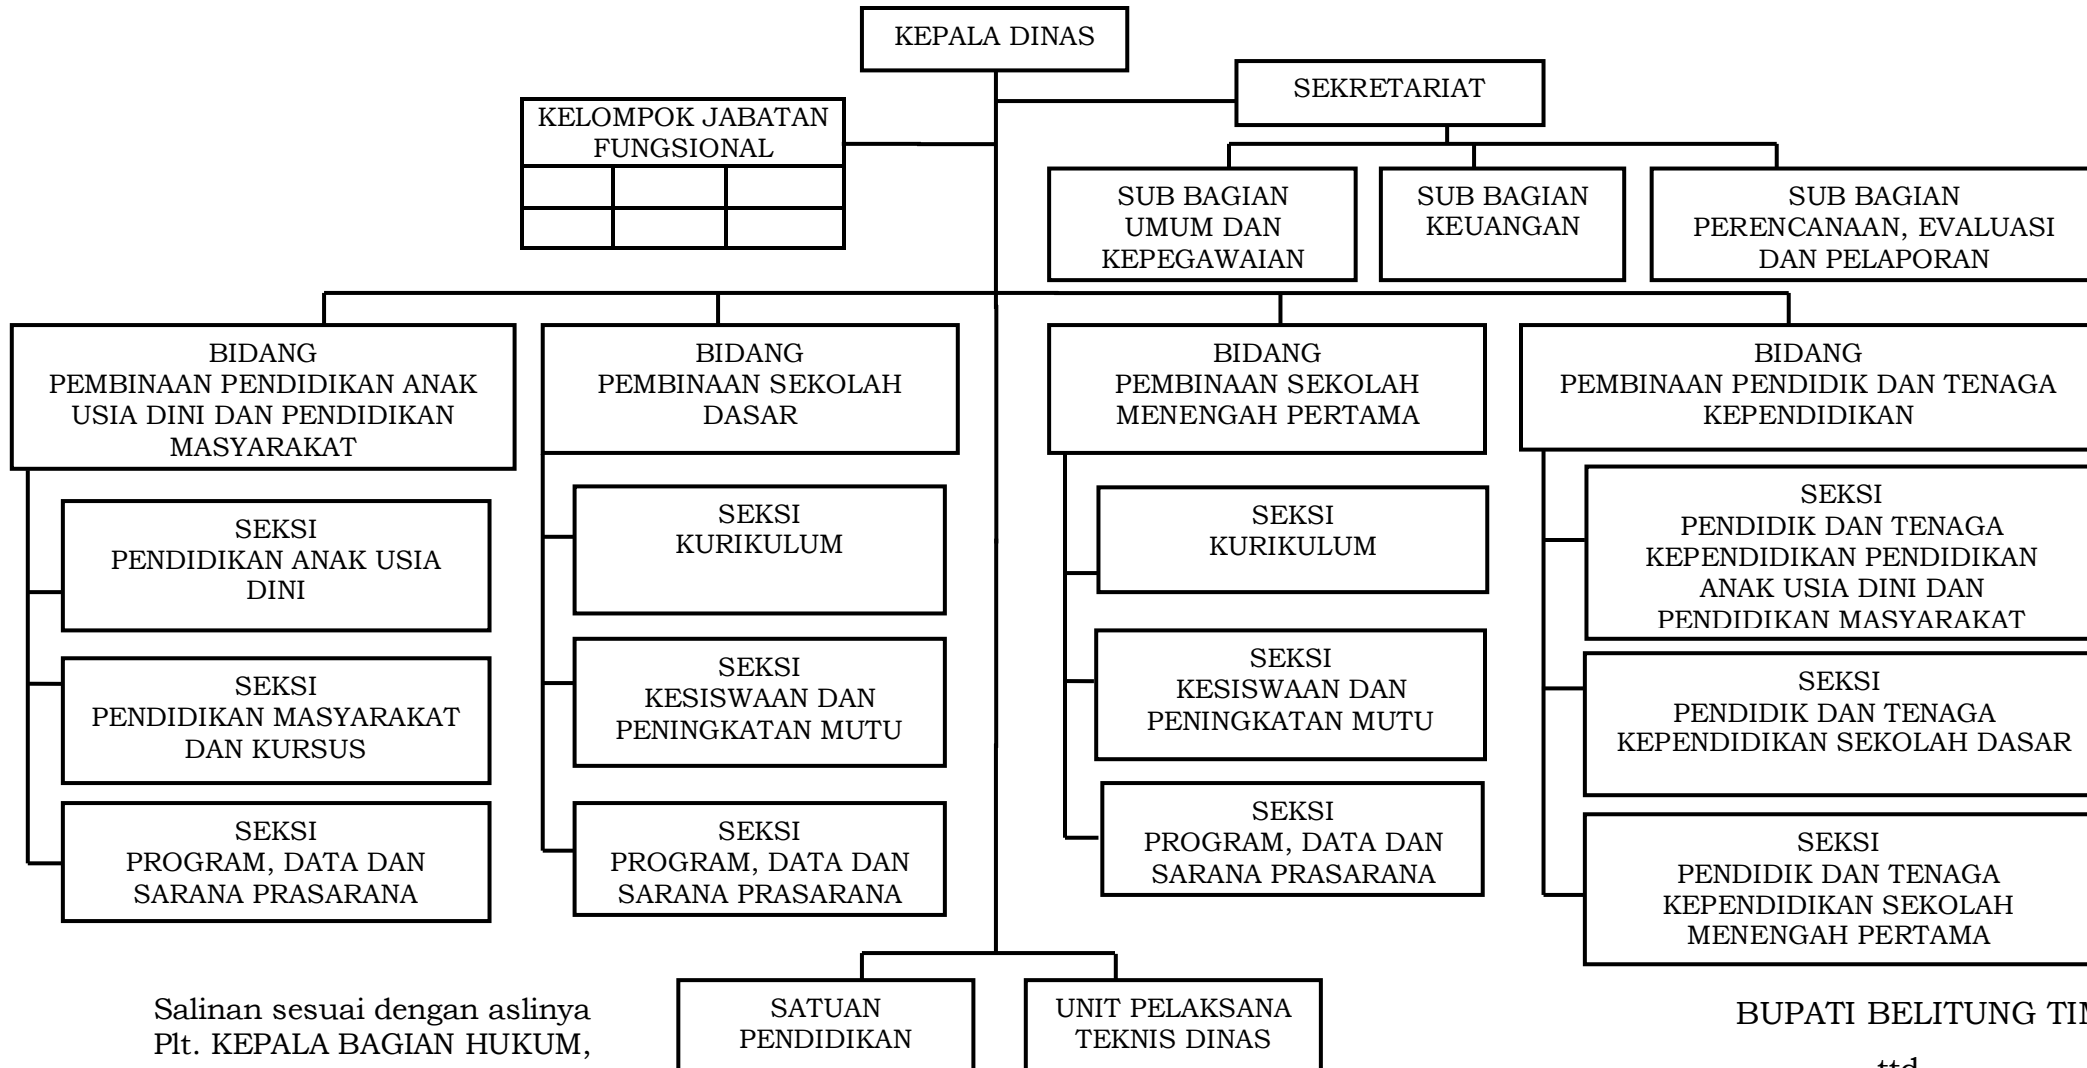 KEPALA DINAS
SEKRETARIAT
KELOMPOK JABATAN
FUNGSIONAL
SUB BAGIAN
UMUM DAN
KEPEGAWAIAN
SUB BAGIAN
KEUANGAN
SUB BAGIAN
PERENCANAAN, EVALUASI
DAN PELAPORAN
BIDANG
PEMBINAAN PENDIDIKAN ANAK
USIA DINI DAN PENDIDIKAN
MASYARAKAT
BIDANG
PEMBINAAN SEKOLAH
DASAR
BIDANG
PEMBINAAN SEKOLAH
MENENGAH PERTAMA
BIDANG
PEMBINAAN PENDIDIK DAN TENAGA
KEPENDIDIKAN
SEKSI
PENDIDIKAN ANAK USIA
DINI
SEKSI
PENDIDIKAN MASYARAKAT
DAN KURSUS
SEKSI
PROGRAM, DATA DAN
SARANA PRASARANA
SEKSI
KURIKULUM
SEKSI
KESISWAAN DAN
PENINGKATAN MUTU
SEKSI
PROGRAM, DATA DAN
SARANA PRASARANA
SEKSI
KURIKULUM
SEKSI
KESISWAAN DAN
PENINGKATAN MUTU
SEKSI
PROGRAM, DATA DAN
SARANA PRASARANA
SEKSI
PENDIDIK DAN TENAGA
KEPENDIDIKAN PENDIDIKAN
ANAK USIA DINI DAN
PENDIDIKAN MASYARAKAT
SEKSI
PENDIDIK DAN TENAGA
KEPENDIDIKAN SEKOLAH DASAR
SEKSI
PENDIDIK DAN TENAGA
KEPENDIDIKAN SEKOLAH
MENENGAH PERTAMA
SATUAN
PENDIDIKAN
UNIT PELAKSANA
TEKNIS DINAS
Salinan sesuai dengan aslinya
Plt. KEPALA BAGIAN HUKUM,
BUPATI BELITUNG
ttd